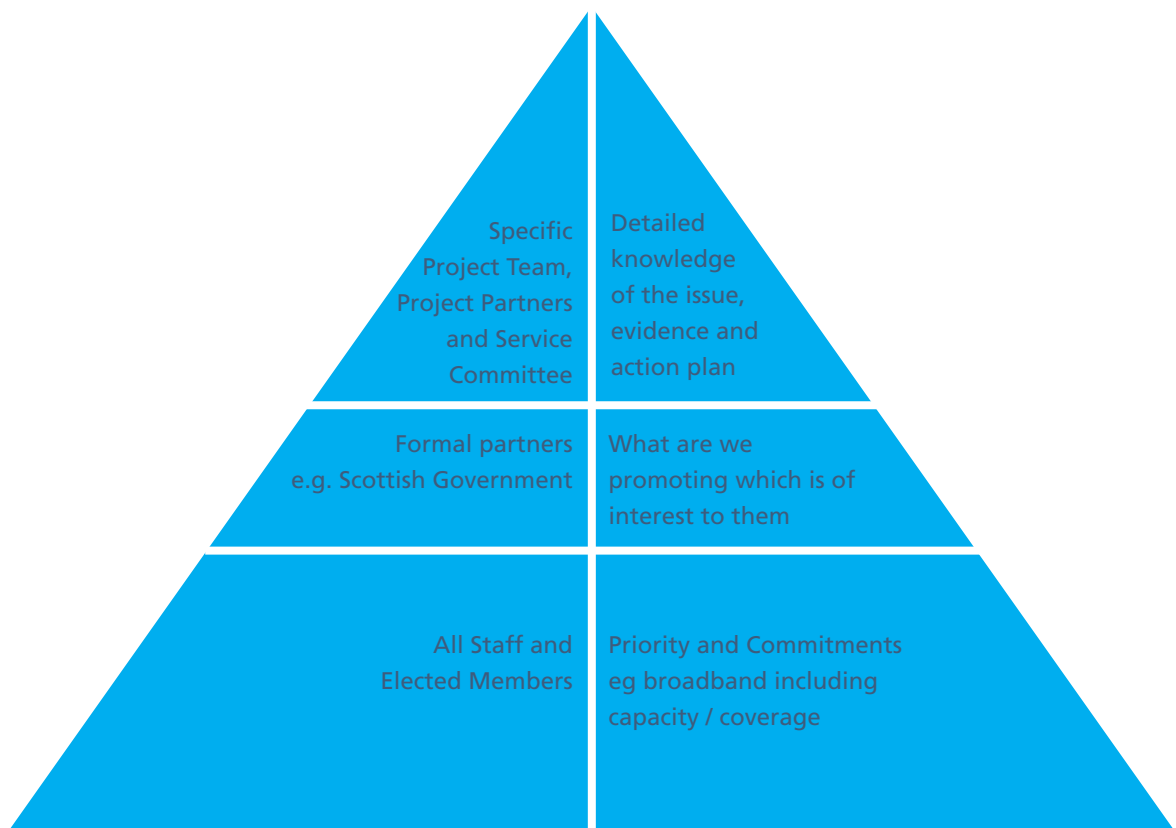 Specific
Project Team,
Project Partners
and Service
Committee
Detailed
knowledge
of the issue,
evidence and
action plan
Formal partners
e.g. Scottish Government
What are we
promoting which is of
interest to them
All Staff and
Elected Members
Priority and Commitments
eg broadband including
capacity / coverage